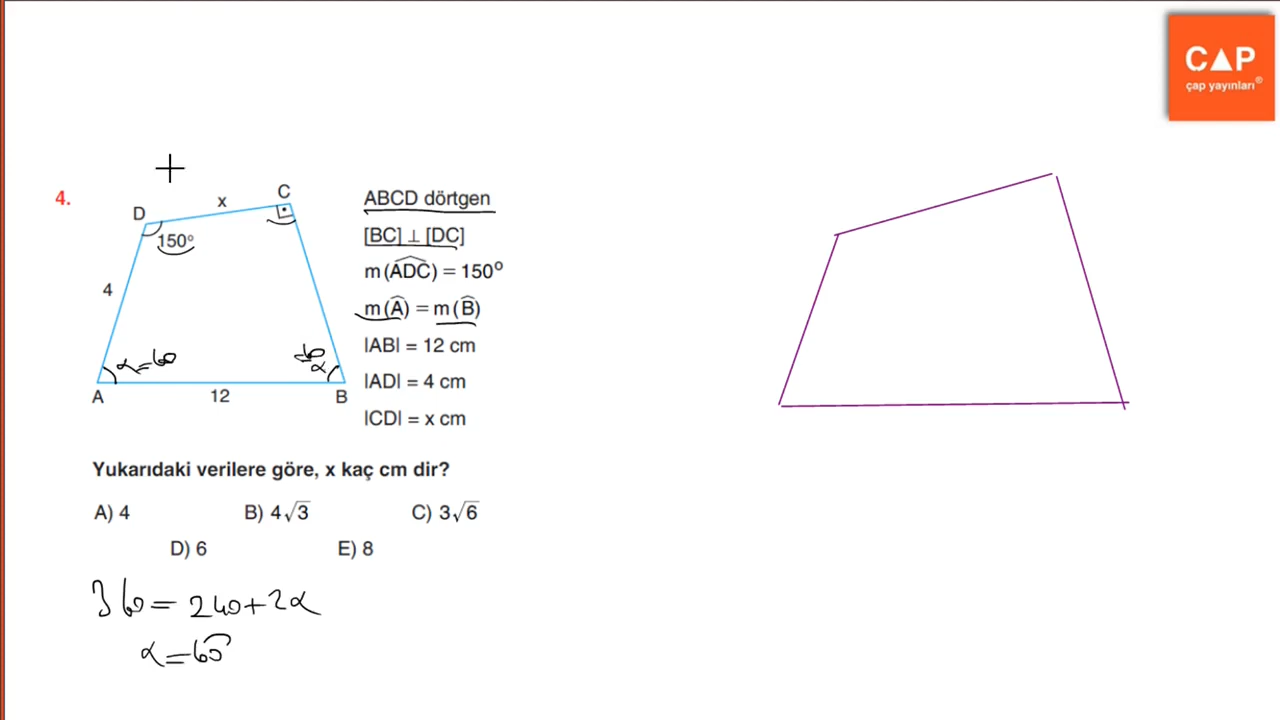 CAP
çap yayınları®
4.
D
x
C
150°
4
α=60
=60
α
A
12
B
ABCD dörtgen
[BC] ⊥ [DC]
m(ADC) = 150°
m(A) = m(B)
|AB| = 12 cm
|AD| = 4 cm
|CD| = x cm
Yukarıdaki verilere göre, x kaç cm dir?
A) 4 B) 4√3 C) 3√6
D) 6 E) 8
360 = 240+2α
α=60